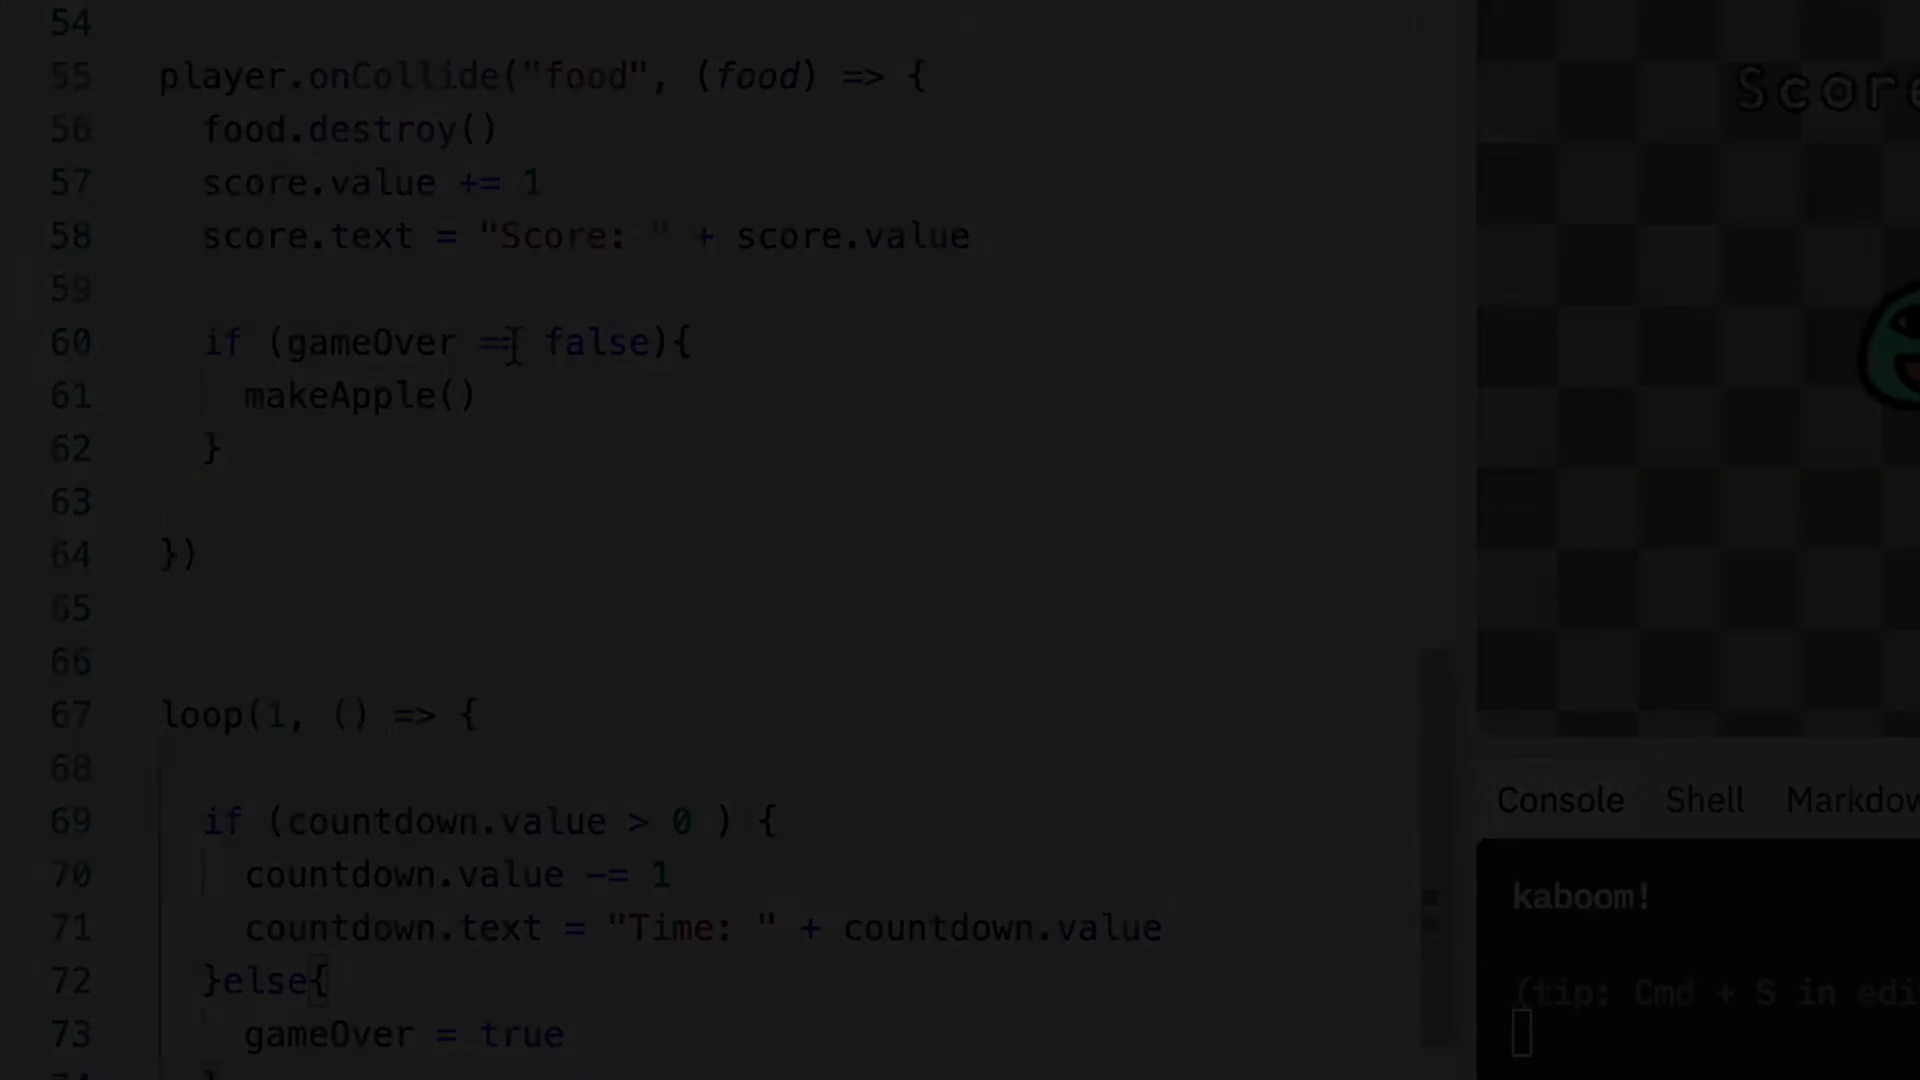 54
55 player.onCollide("food", (food) => {
56 food.destroy()
57 score.value += 1
58 score.text = "Score: " + score.value
59
60 if (gameOver == false){
61 makeApple()
62 }
63
64 })
65
66
67 loop(1, () => {
68
69 if (countdown.value > 0 ) {
70 countdown.value -= 1
71 countdown.text = "Time: " + countdown.value
72 }else{
73 gameOver = true
Score
Console Shell Markdow
kaboom!
(tip: Cmd + S in edi